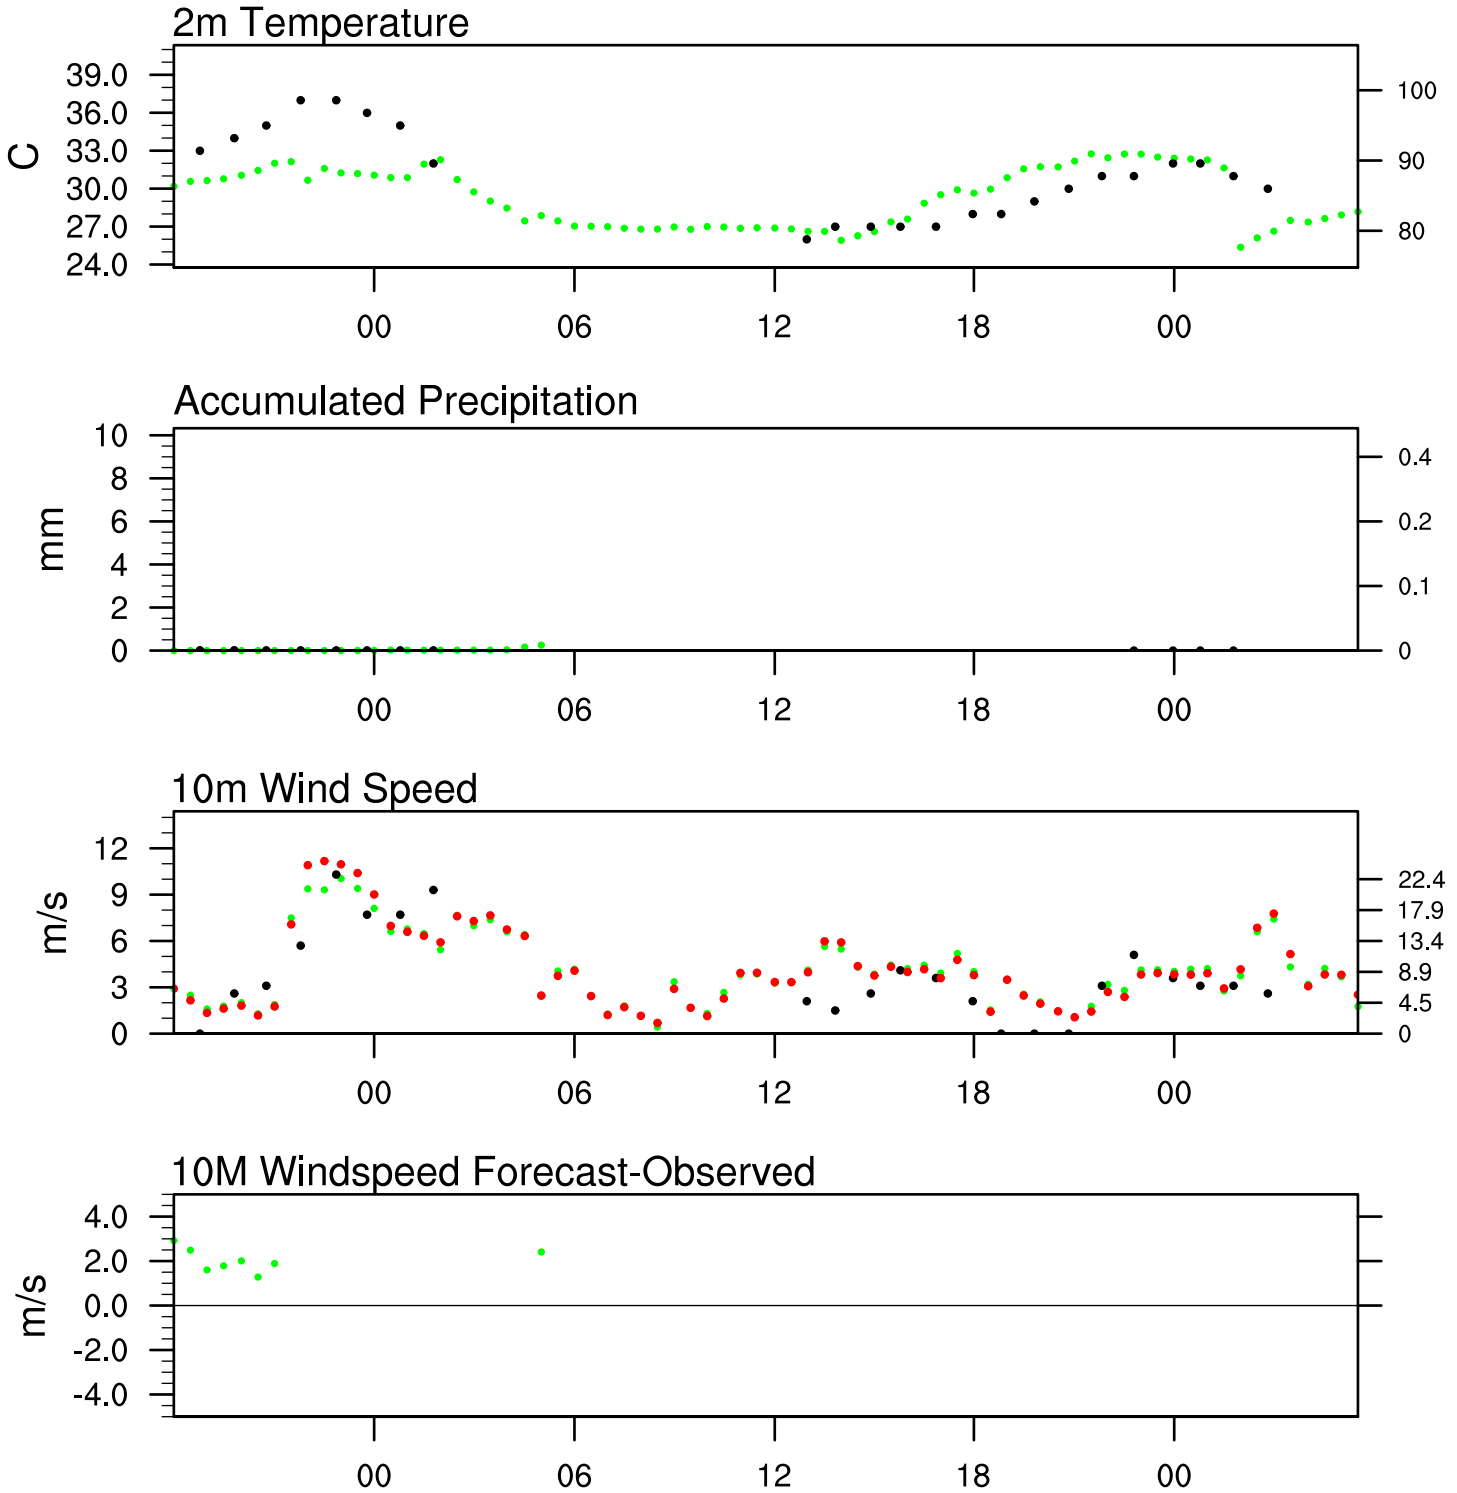 2m Temperature
39.0
36.0
33.0
30.0
27.0
24.0
C
100
90
80
00 06 12 18 00
Accumulated Precipitation
10
8
6
4
2
0
mm
0.4
0.2
0.1
0
00 06 12 18 00
10m Wind Speed
12
9
6
3
0
m/s
22.4
17.9
13.4
8.9
4.5
0
00 06 12 18 00
10M Windspeed Forecast-Observed
4.0
2.0
0.0
-2.0
-4.0
m/s
00 06 12 18 00